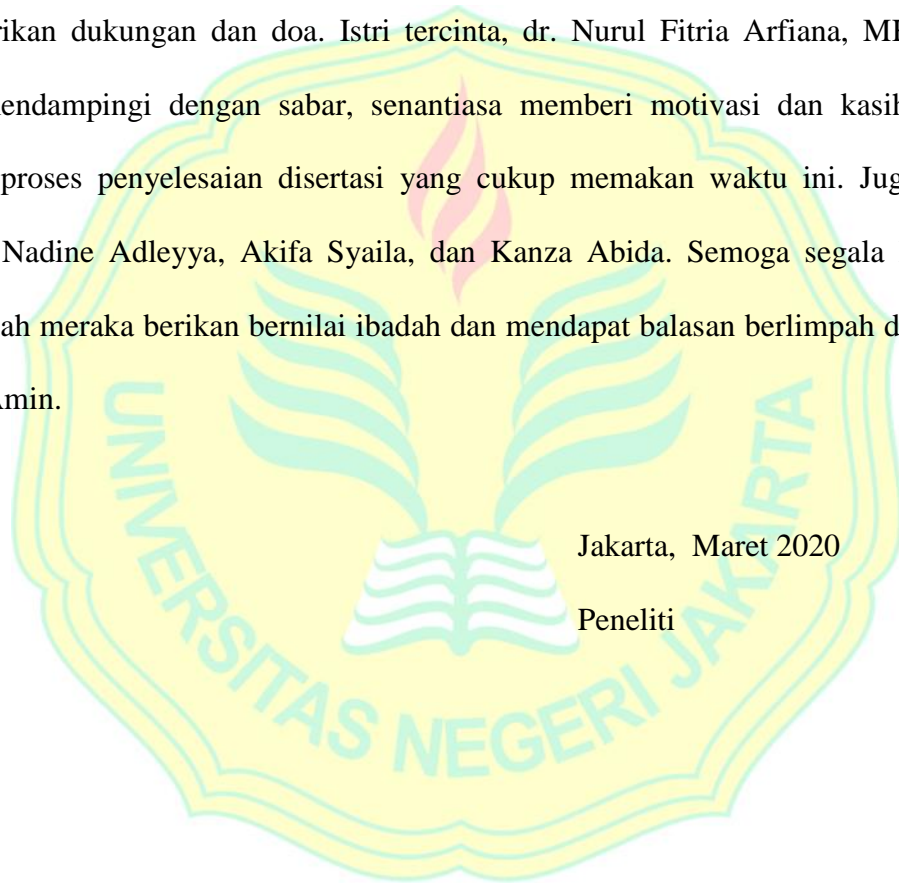 rikan dukungan dan doa. Istri tercinta, dr. Nurul Fitria Arfiana,
endampingi dengan sabar, senantiasa memberi motivasi dan kasih
proses penyelesaian disertasi yang cukup memakan waktu ini.
Nadine Adleyya, Akifa Syaila, dan Kanza Abida. Semoga segala
ah meraka berikan bernilai ibadah dan mendapat balasan berlimpah
Amin.
Jakarta, Maret 2020
Peneliti
UNIVERSITAS NEGERI JAKARTA